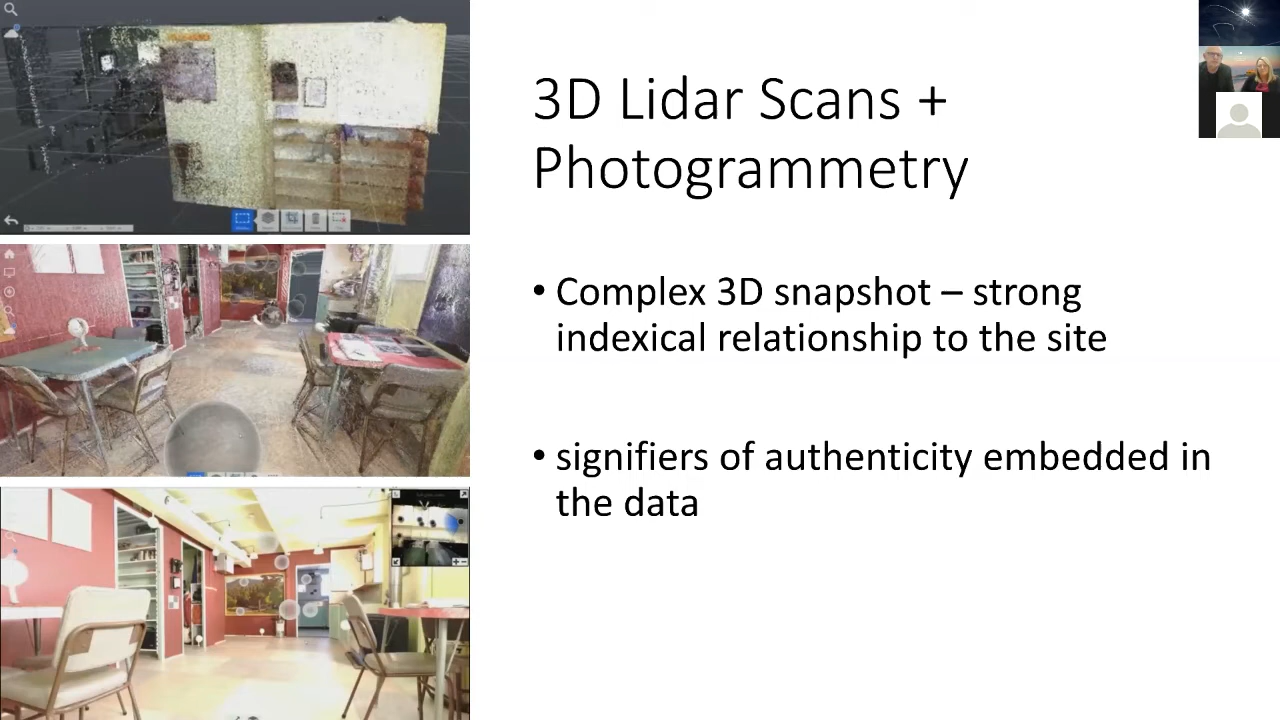 3D Lidar Scans +
Photogrammetry
• Complex 3D snapshot – strong
indexical relationship to the site
• signifiers of authenticity embedded in
the data